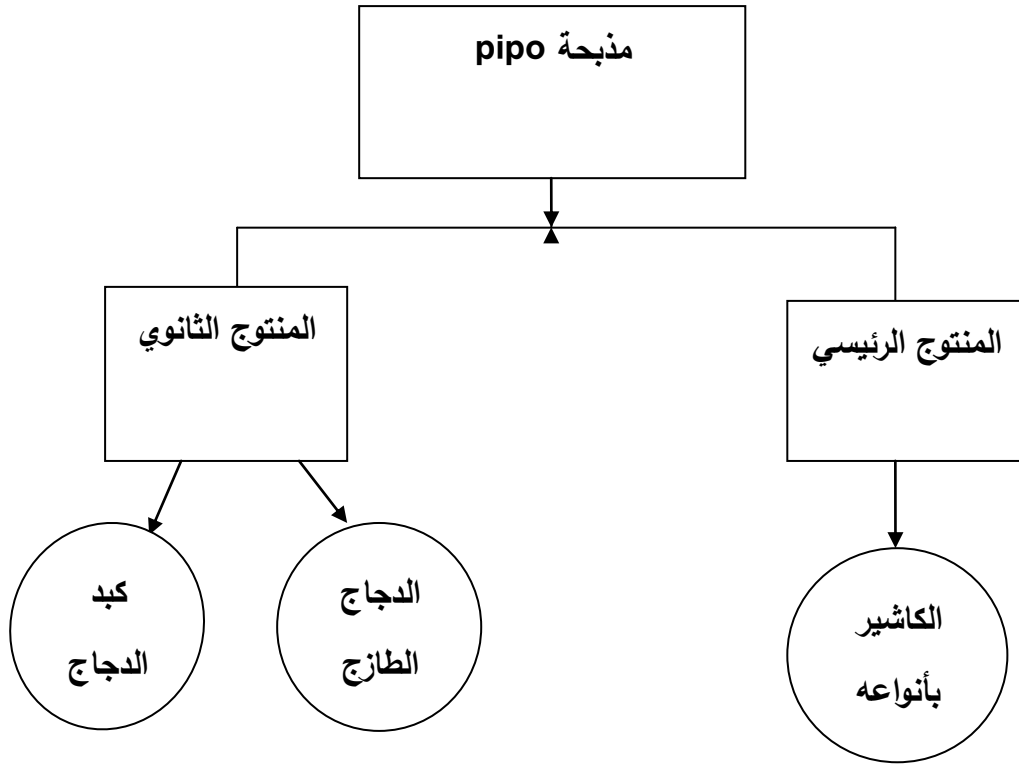 مذبحة pipo
المنتوج الرئيسي
المنتوج الثانوي
الكاشير
بأنواعه
الدجاج
الطازج
كبد
الدجاج